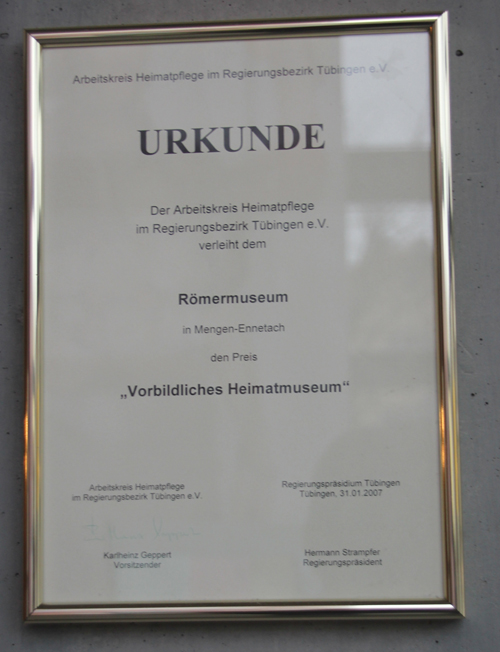 Arbeitskreis Heimatpflege im Regierungsbezirk Tübingen e.V.
URKUNDE
Der Arbeitskreis Heimatpflege
im Regierungsbezirk Tübingen e.V.
verleiht dem
Römermuseum
in Mengen-Ennetach
den Preis
„Vorbildliches Heimatmuseum“
Arbeitskreis Heimatpflege
im Regierungsbezirk Tübingen e.V.
Karlheinz Geppert
Vorsitzender
Regierungspräsidium Tübingen
Tübingen, 31.01.2007
Hermann Strampfer
Regierungspräsident